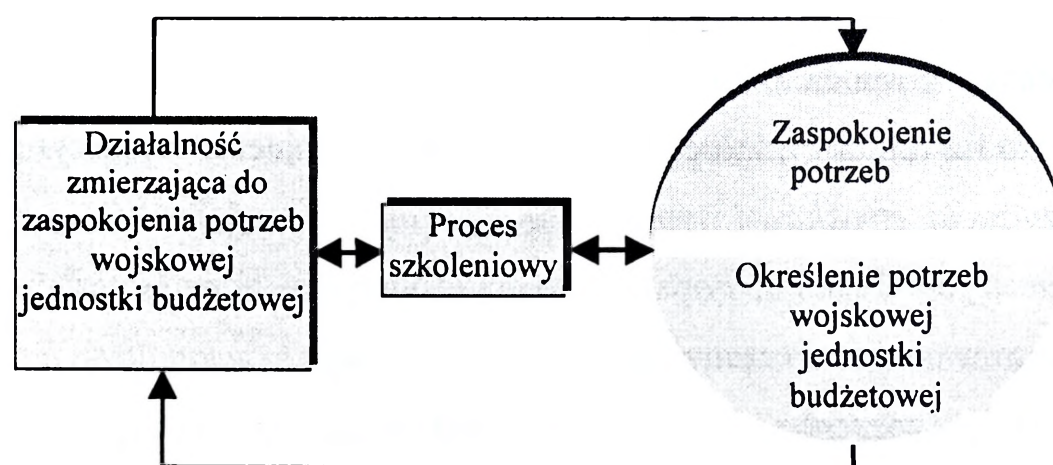 Działalność
zmierzająca do
zaspokojenia potrzeb
wojskowej
jednostki budżetowej
Proces
szkoleniowy
Zaspokojenie
potrzeb
Określenie potrzeb
wojskowej
jednostki
budżetowej